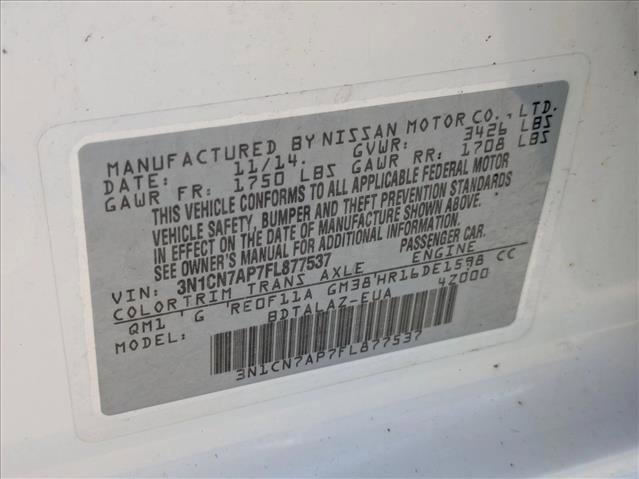 MANUFACTURED BY NISSAN MOTOR CO., LTD.
DATE: 11/14. GVWR: 3426 LBS
GAWR FR: 1750 LBS GAWR RR: 1708 LBS
THIS VEHICLE CONFORMS TO ALL APPLICABLE FEDERAL MOTOR
VEHICLE SAFETY, BUMPER AND THEFT PREVENTION STANDARDS
IN EFFECT ON THE DATE OF MANUFACTURE SHOWN ABOVE.
SEE OWNER'S MANUAL FOR ADDITIONAL INFORMATION.
VIN: 3N1CN7AP7FL877537 PASSENGER CAR.
COLOR TRIM TRANS AXLE ENGINE
QM1 'G 'RE0F11A GM38'HR16DE1598 CC
MODEL: BDTALAZ-EUA 4Z000
3N1CN7AP7FL877537